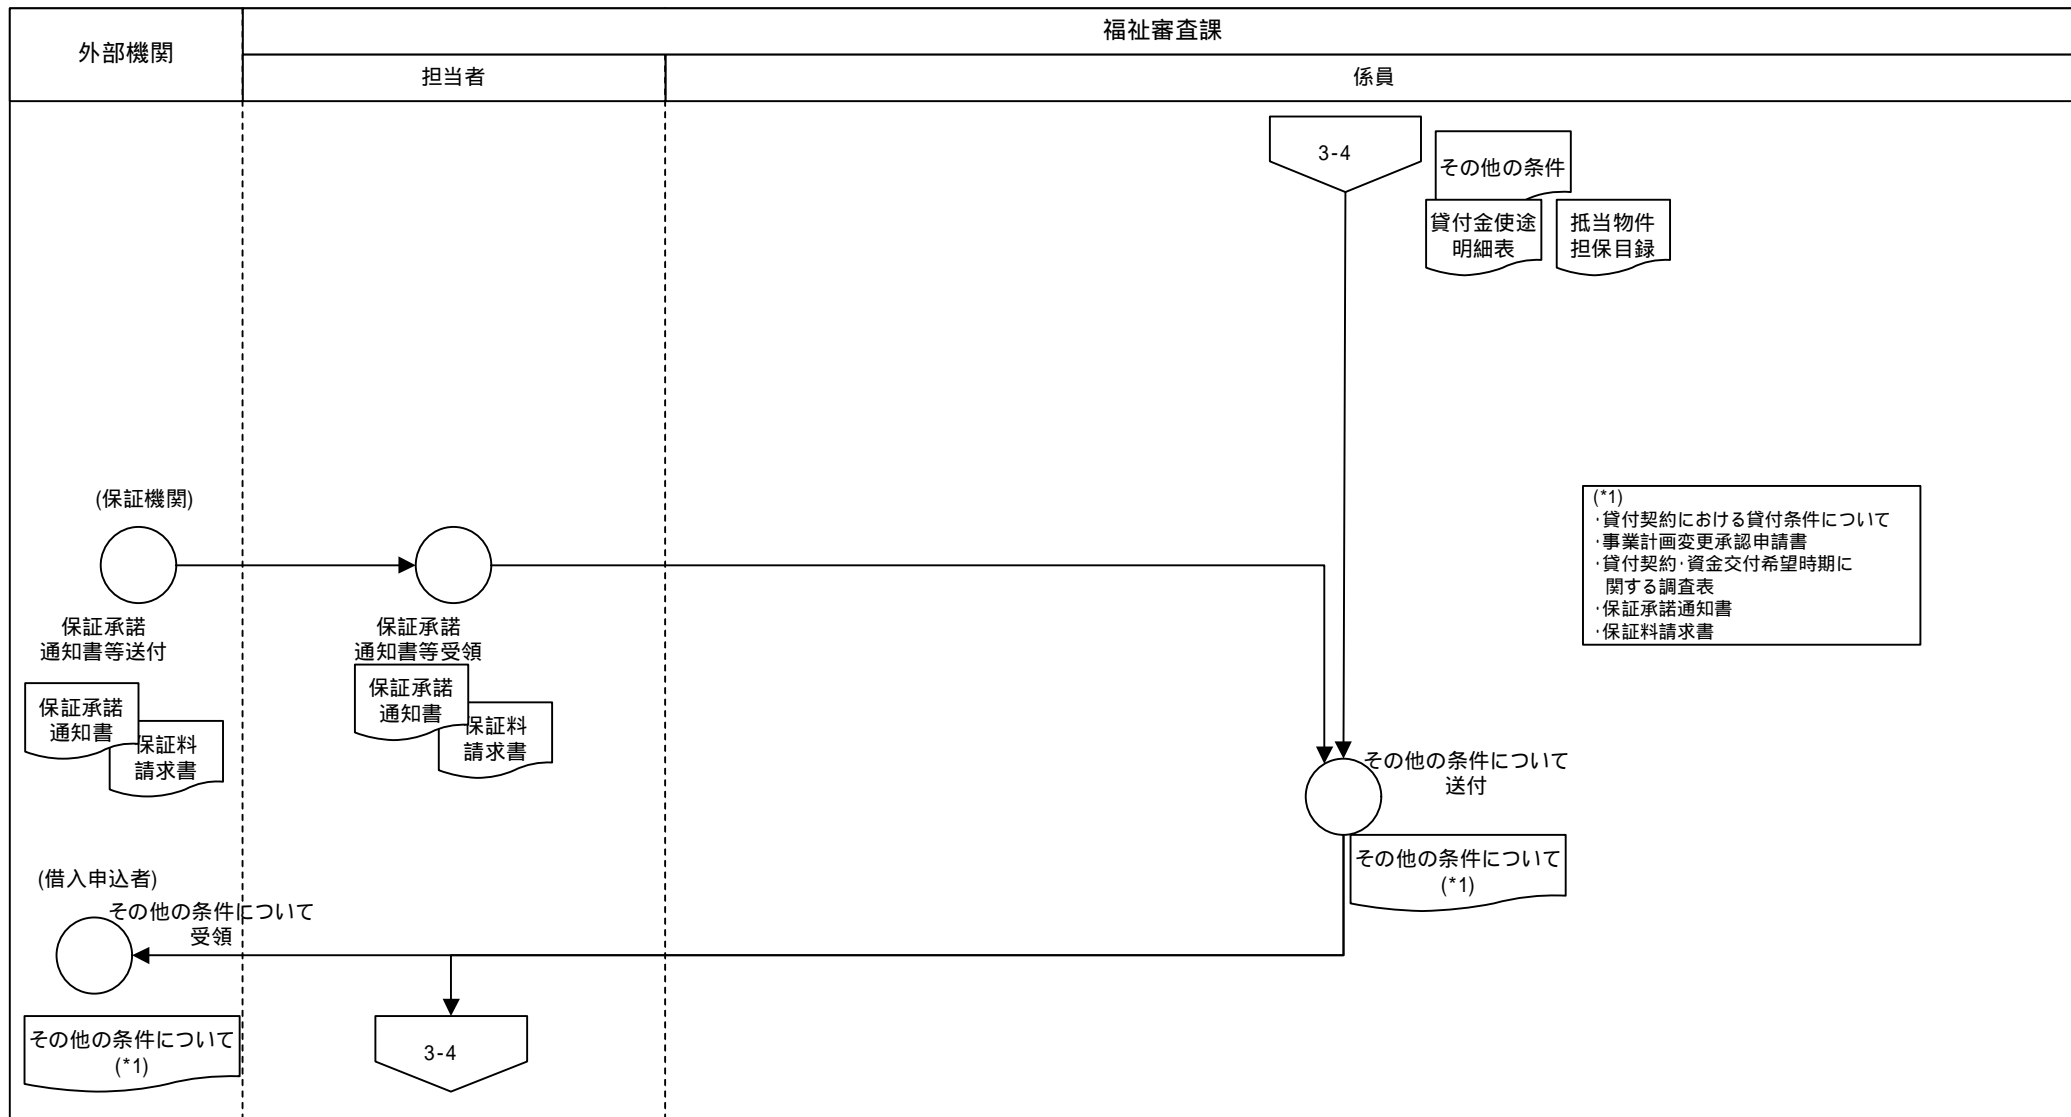 外部機関
福祉審査課
担当者
係員
3-4
その他の条件
貸付金使途
明細表
抵当物件
担保目録
(保証機関)
保証承諾
通知書等送付
保証承諾
通知書
保証料
請求書
保証承諾
通知書等受領
保証承諾
通知書
保証料
請求書
(*1)
・貸付契約における貸付条件について
・事業計画変更承認申請書
・貸付契約・資金交付希望時期に
関する調査表
・保証承諾通知書
・保証料請求書
その他の条件について
送付
その他の条件について
(*1)
(借入申込者)
その他の条件について
受領
その他の条件について
(*1)
3-4